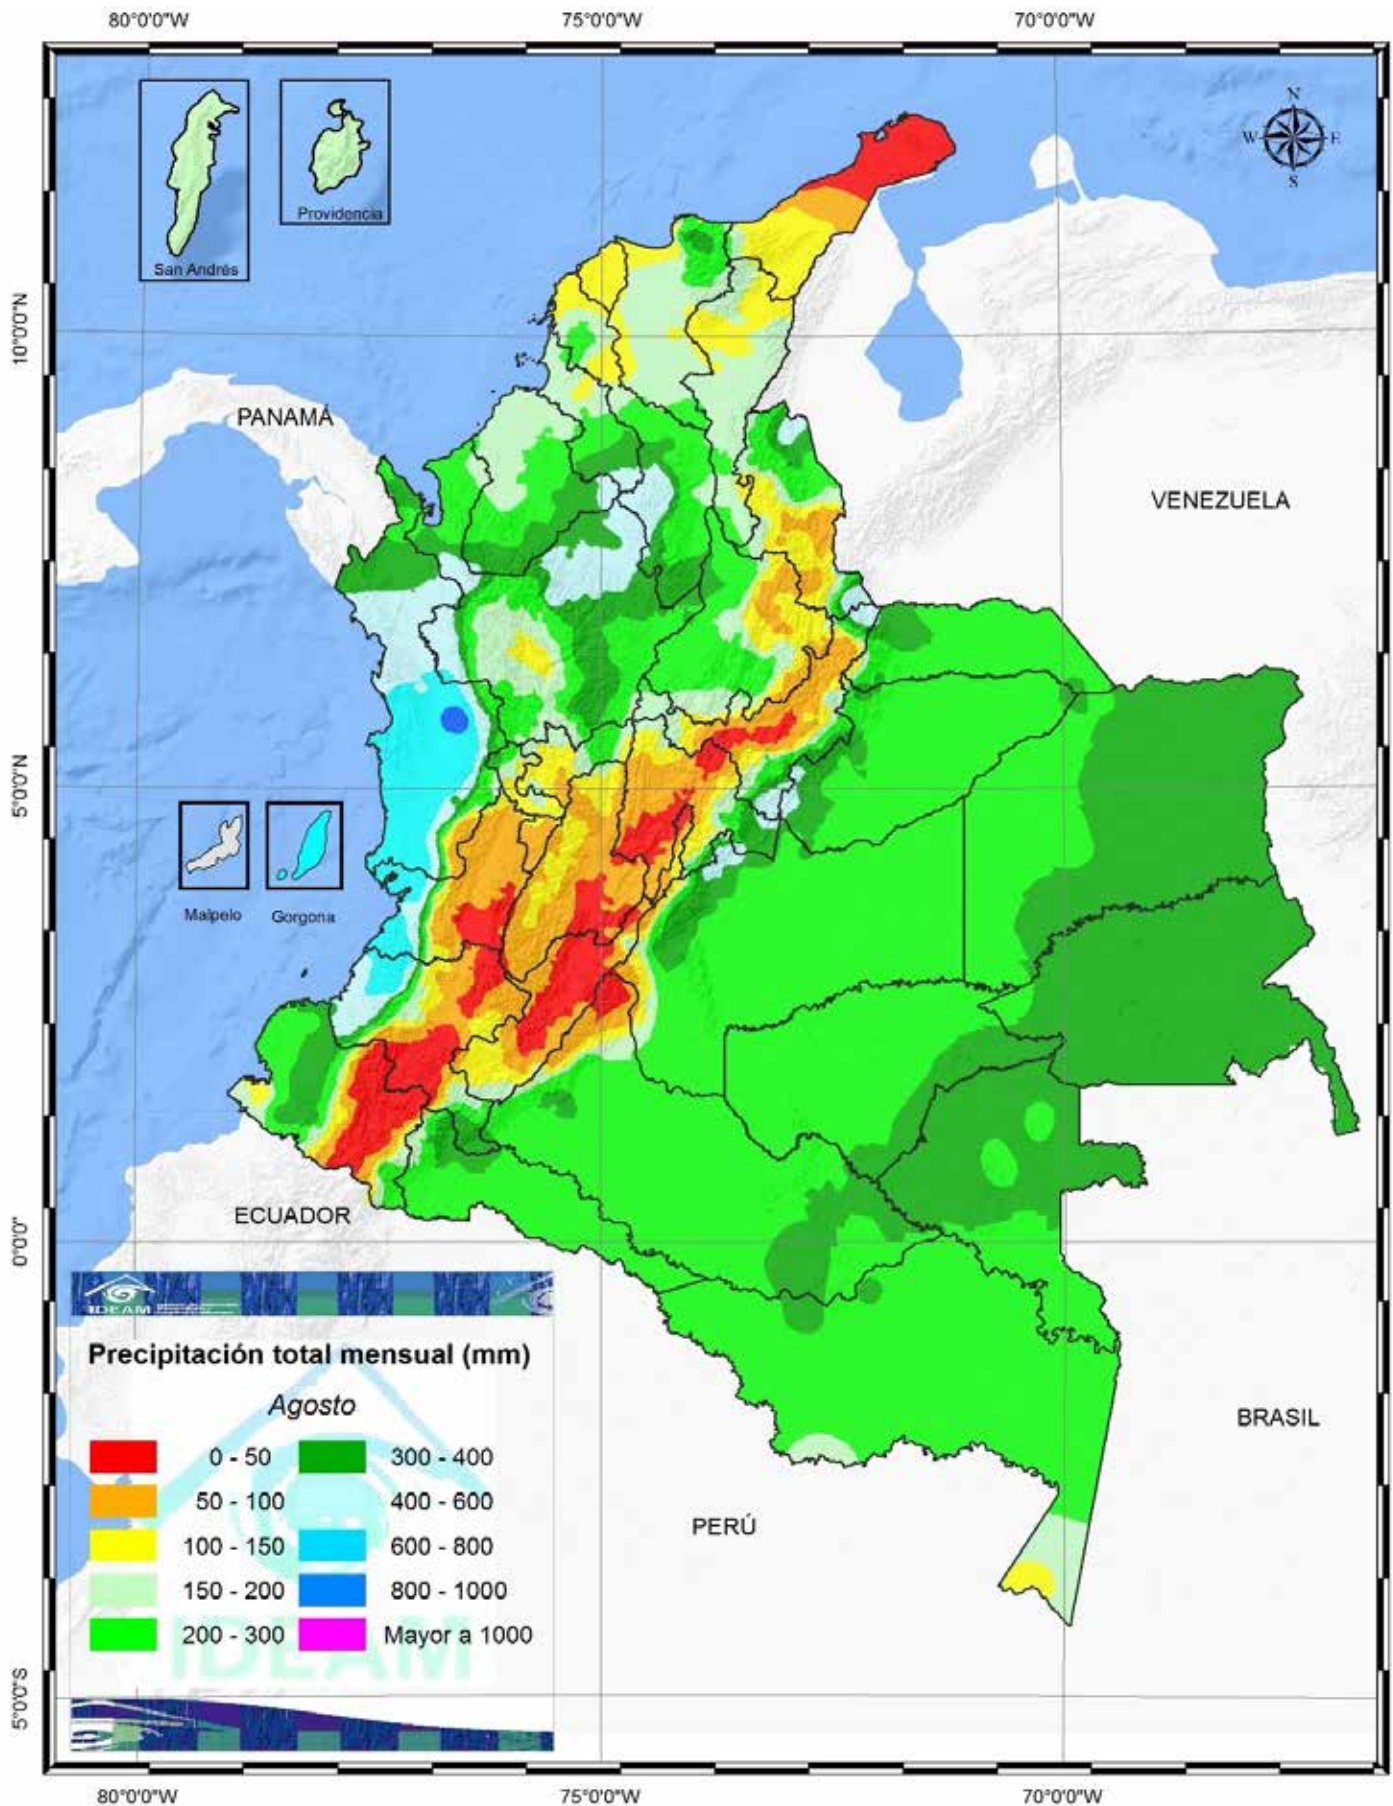 80°0'0"W 75°0'0"W 70°0'0"W
N
W E
S
San Andrés
Providencia
10°0'0"N
PANAMÁ
VENEZUELA
5°0'0"N
Malpelo Gorgona
ECUADOR
0°0'0"
IDEAM
Precipitación total mensual (mm)
Agosto
0 - 50 300 - 400
50 - 100 400 - 600
100 - 150 600 - 800
150 - 200 800 - 1000
200 - 300 Mayor a 1000
IDEAM
BRASIL
PERÚ
5°0'0"S
80°0'0"W 75°0'0"W 70°0'0"W